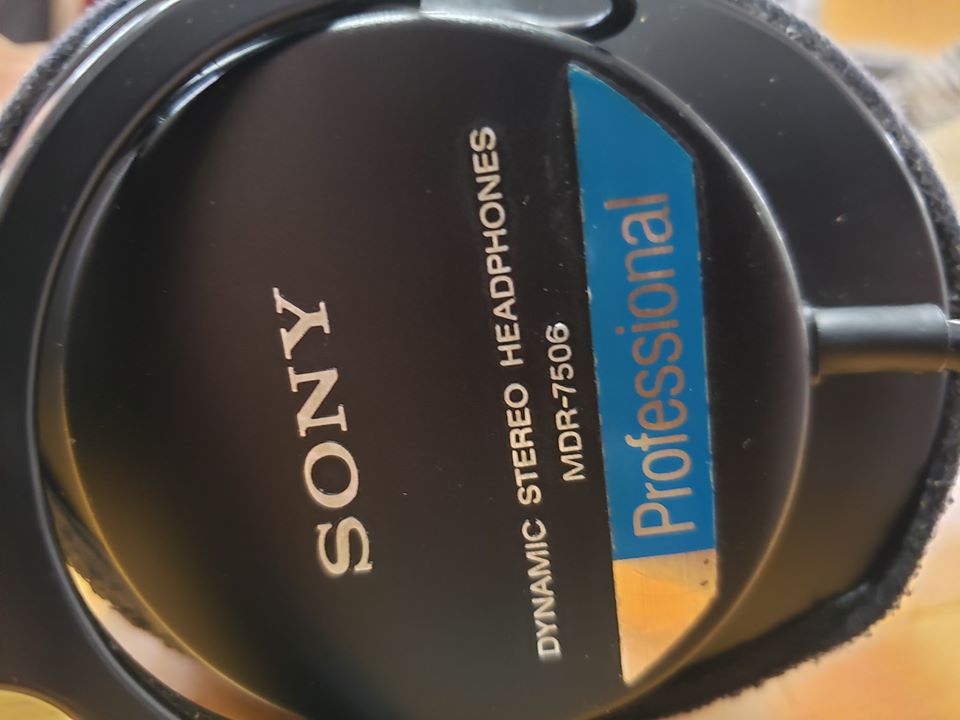 SONY
DYNAMIC STEREO HEADPHONES
MDR-7506
Professional